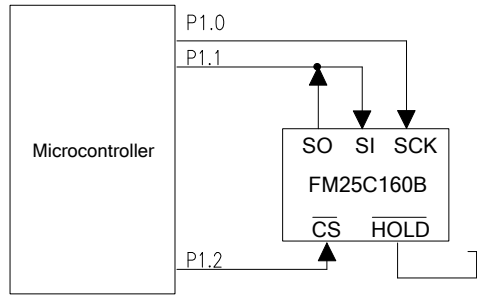 P1.0
P1.1
Microcontroller
SO SI SCK
FM25C160B
CS HOLD
P1.2